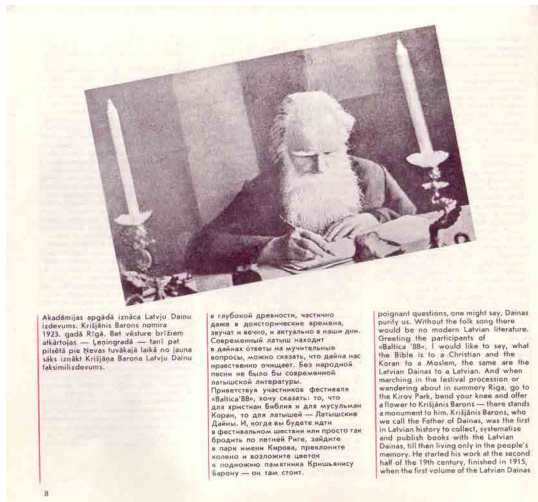 Akadēmijas apgādā iznāca Latvju Dainu
izdevums. Krišjānis Barons nomira
1923. gadā Rīgā. Bet vēsture brīžiem
atkārtojas — Ļeņingradā — tanī pat
pilsētā pie Ņevas tuvākajā laikā no jauna
sāks iznākt Krišjāņa Barona Latvju Dainu
faksimilizdevums.
в глубокой древности, частично
даже в доисторические времена,
звучат и вечно, и актуально в наши дни.
Современный латыш находит
в дайнах ответы на мучительные
вопросы, можно сказать, что дайна нас
нравственно очищает. Без народной
песни не было бы современной
латышской литературы.
Приветствуя участников фестиваля
«Baltica'88», хочу сказать: то, что
для христиан Библия и для мусульман
Коран, то для латышей — Латышские
Дайны. И, когда вы будете идти
в фестивальном шествии или просто так
бродить по летней Риге, зайдите
в парк имени Кирова, преклоните
колено и возложите цветок
к подножию памятника Кришьянису
Барону — он там стоит.
poignant questions, one might say, Dainas
purify us. Without the folk song there
would be no modern Latvian literature.
Greeting the participants of
«Baltica '88», I would like to say, what
the Bible is to a Christian and the
Koran to a Moslem, the same are the
Latvian Dainas to a Latvian. And when
marching in the festival procession or
wandering about in summery Riga, go to
the Kirov Park, bend your knee and offer
a flower to Krišjānis Barons — there stands
a monument to him. Krišjānis Barons, who
we call the Father of Dainas, was the first
in Latvian history to collect, systematize
and publish books with the Latvian
Dainas, till then living only in the people's
memory. He started his work at the second
half of the 19th century, finished in 1915,
when the first volume of the Latvian Dainas
8